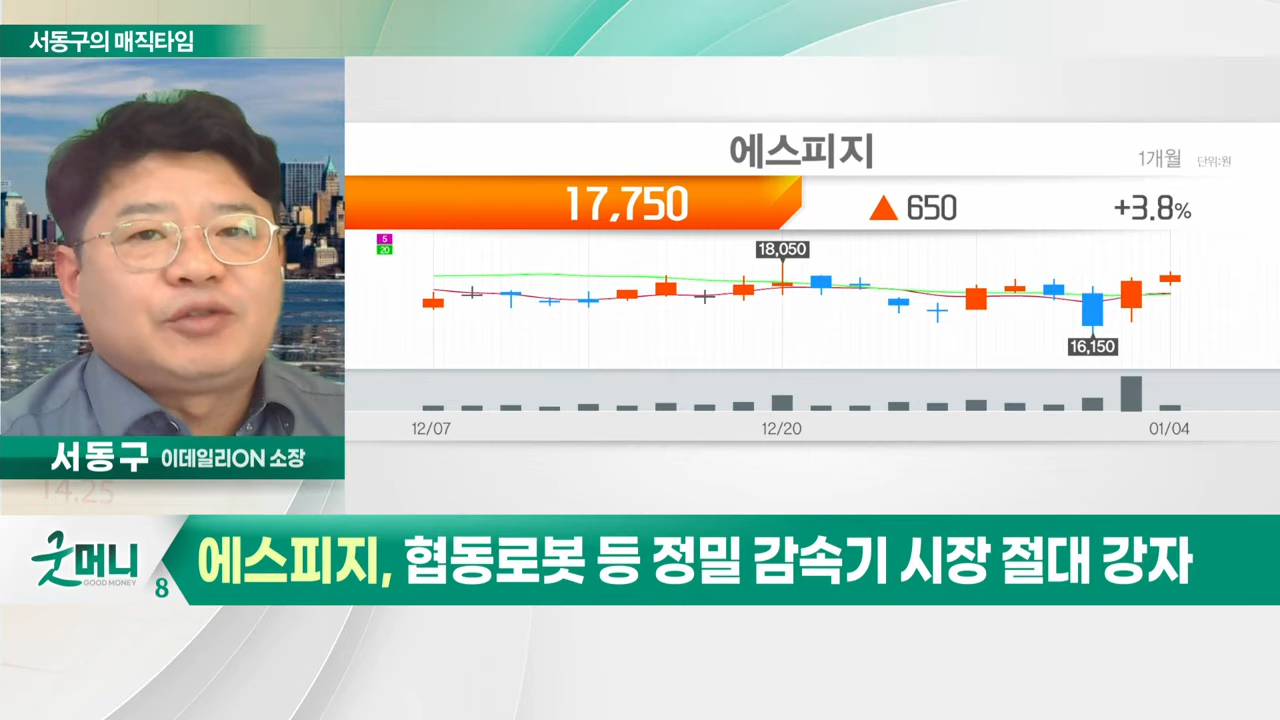 서동구의 매직타임
에스피지
1개월 단위:원
17,750 ▲ 650 +3.8%
5
20
18,050
16,150
12/07 12/20 01/04
서동구 이데일리ON 소장
14.25
굿머니
GOOD MONEY
8
에스피지, 협동로봇 등 정밀 감속기 시장 절대 강자